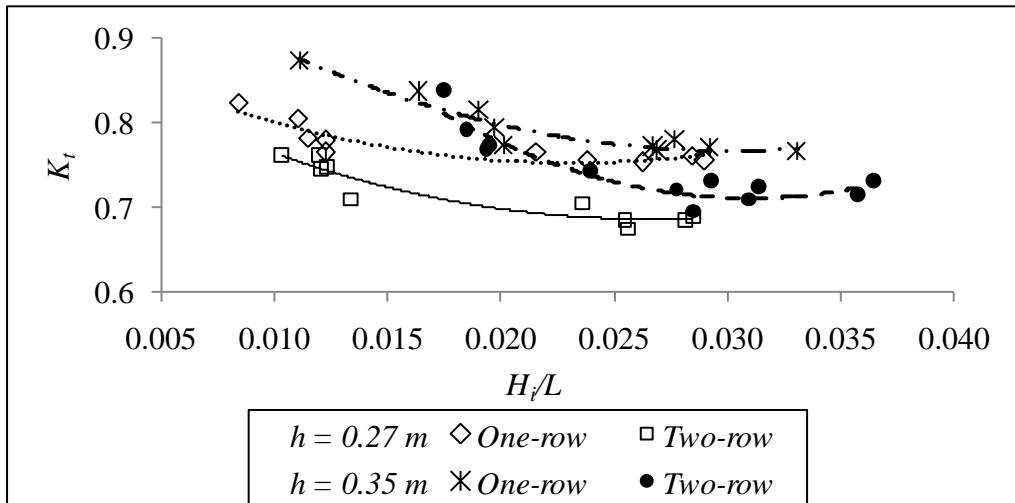 0.9
0.8
0.7
0.6
K_t
0.005 0.010 0.015 0.020 0.025 0.030 0.035 0.040
H_i/L
h = 0.27 m One-row Two-row
h = 0.35 m One-row Two-row